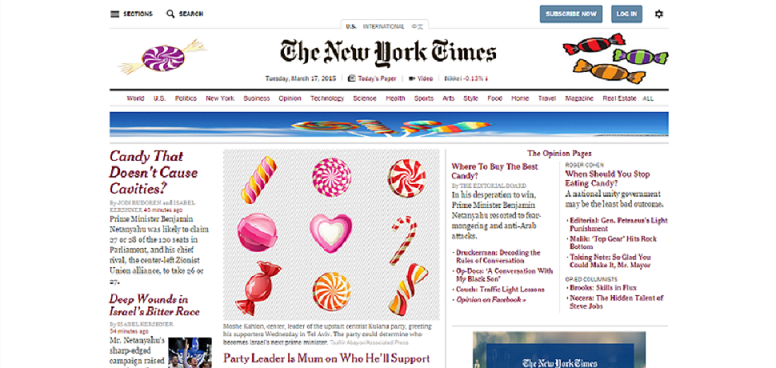 SECTIONS
SEARCH
SUBSCRIBE NOW
LOG IN
U.S.
INTERNATIONAL
中文
The New York Times
Tuesday, March 17, 2015
Today's Paper
Video
Nikkei -0.13% ↓
World
U.S.
Politics
New York
Business
Opinion
Technology
Science
Health
Sports
Arts
Style
Food
Home
Travel
Magazine
Real Estate
ALL
Candy That
Doesn't Cause
Cavities?
By JODI RUDOREN and ISABEL
KERSHNER 40 minutes ago
Prime Minister Benjamin
Netanyahu was likely to claim
27 or 28 of the 120 seats in
Parliament, and his chief
rival, the center-left Zionist
Union alliance, to take 26 or
27.
Deep Wounds in
Israel's Bitter Race
By ISABEL KERSHNER
54 minutes ago
Mr. Netanyahu's
sharp-edged
campaign raised
Moshe Kahlon, center, leader of the upstart centrist Kulanu party, greeting
his supporters Wednesday in Tel Aviv. The party could determine who
becomes Israel's next prime minister.
Party Leader Is Mum on Who He'll Support
The Opinion Pages
Where To Buy The Best
Candy?
By THE EDITORIAL BOARD
In his desperation to win,
Prime Minister Benjamin
Netanyahu resorted to fear-
mongering and anti-Arab
attacks.
· Druckerman: Decoding the
Rules of Conversation
· Op-Docs: 'A Conversation With
My Black Son'
· Couch: Traffic Light Lessons
· Opinion on Facebook »
ROGER COHEN
When Should You Stop
Eating Candy?
A national unity government
may be the least bad outcome.
· Editorial: Gen. Petraeus's Light
Punishment
· Malik: 'Top Gear' Hits Rock
Bottom
· Taking Note: So Glad You
Could Make It, Mr. Mayor
OP-ED COLUMNISTS
· Brooks: Skills in Flux
· Nocera: The Hidden Talent of
Steve Jobs
The New York Times